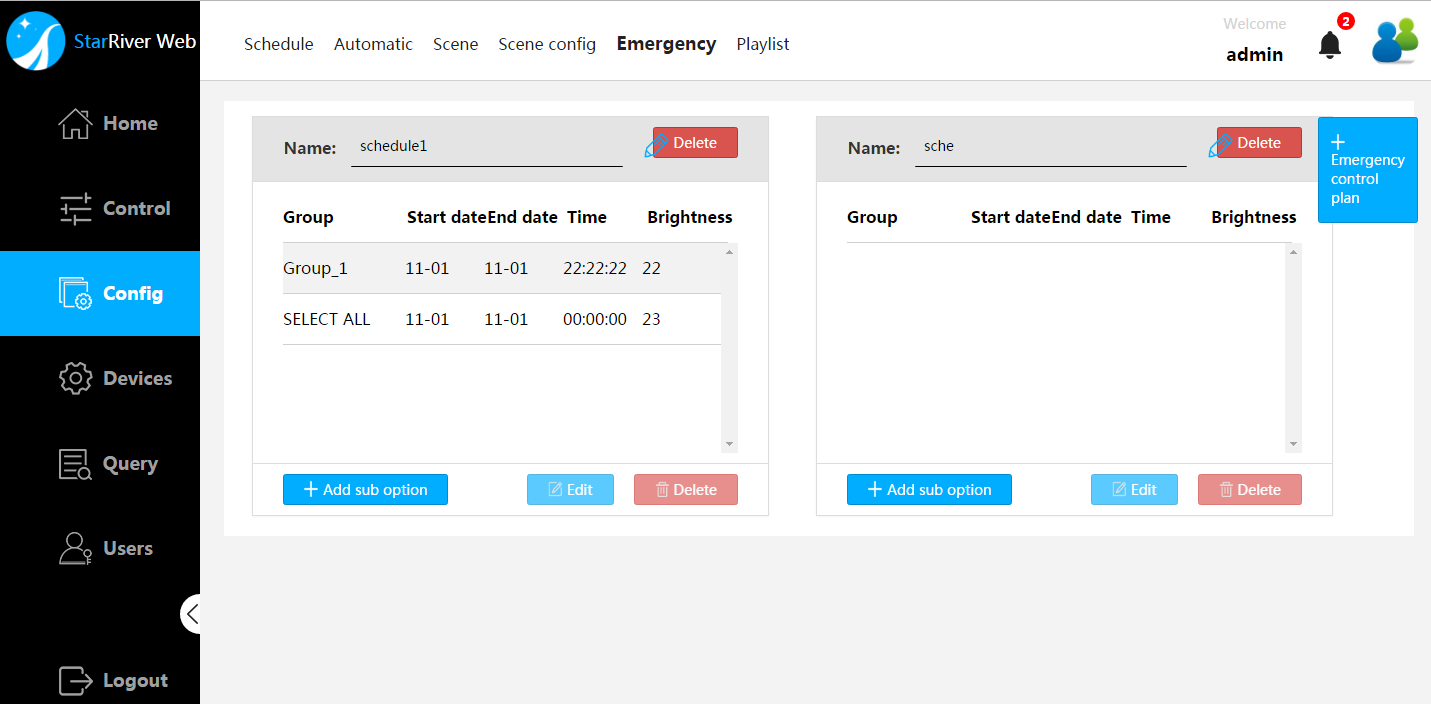 StarRiver Web
Schedule Automatic Scene Scene config Emergency Playlist
Welcome
admin
2
Home
Control
Config
Devices
Query
Users
Logout
Name: schedule1 Delete
Group Start date End date Time Brightness
Group_1 11-01 11-01 22:22:22 22
SELECT ALL 11-01 11-01 00:00:00 23
Add sub option Edit Delete
Name: sche Delete
Group Start date End date Time Brightness
Add sub option Edit Delete
+
Emergency
control
plan